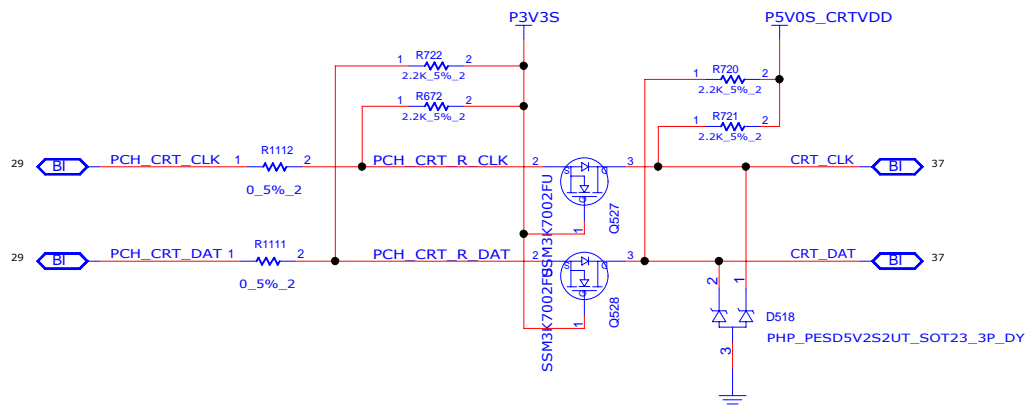 P3V3S
P5V0S_CRTVDD
1 R722 2
2.2K_5%_2
1 R720 2
2.2K_5%_2
1 R672 2
2.2K_5%_2
1 R721 2
2.2K_5%_2
29 BI PCH_CRT_CLK 1 R1112 2 PCH_CRT_R_CLK 2 3 CRT_CLK BI 37
0_5%_2
S D
G
1
SSM3K7002FU
Q527
29 BI PCH_CRT_DAT 1 R1111 2 PCH_CRT_R_DAT 2 3 CRT_DAT BI 37
0_5%_2
S D
G
1
SSM3K7002FU
Q528
2 1
D518
PHP_PESD5V2S2UT_SOT23_3P_DY
3